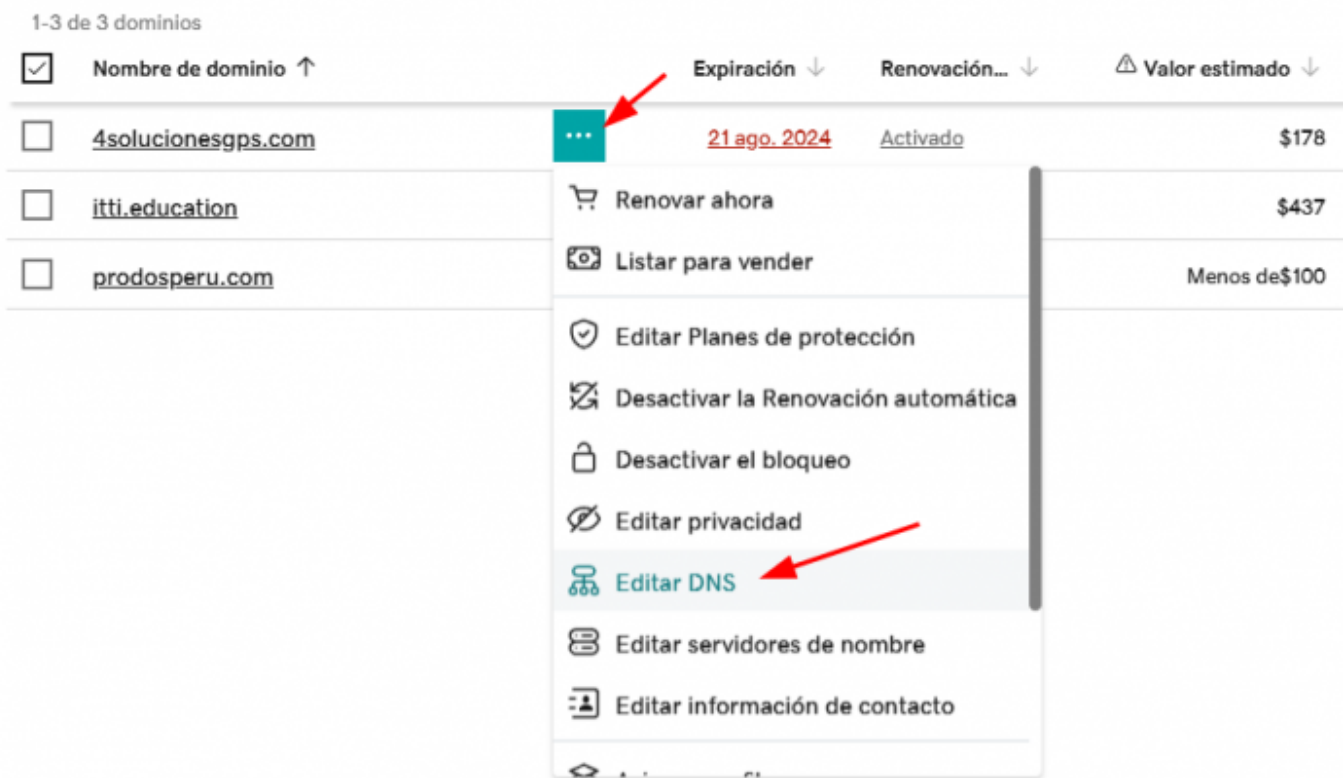 1-3 de 3 dominios
Nombre de dominio ↑ Expiración ↓ Renovación... ↓ Valor estimado ↓
4solucionesgps.com ... 21 ago. 2024 Activado $178
Renovar ahora
itti.education $437
Listar para vender
prodosperu.com Menos de$100
Editar Planes de protección
Desactivar la Renovación automática
Desactivar el bloqueo
Editar privacidad
Editar DNS
Editar servidores de nombre
Editar información de contacto